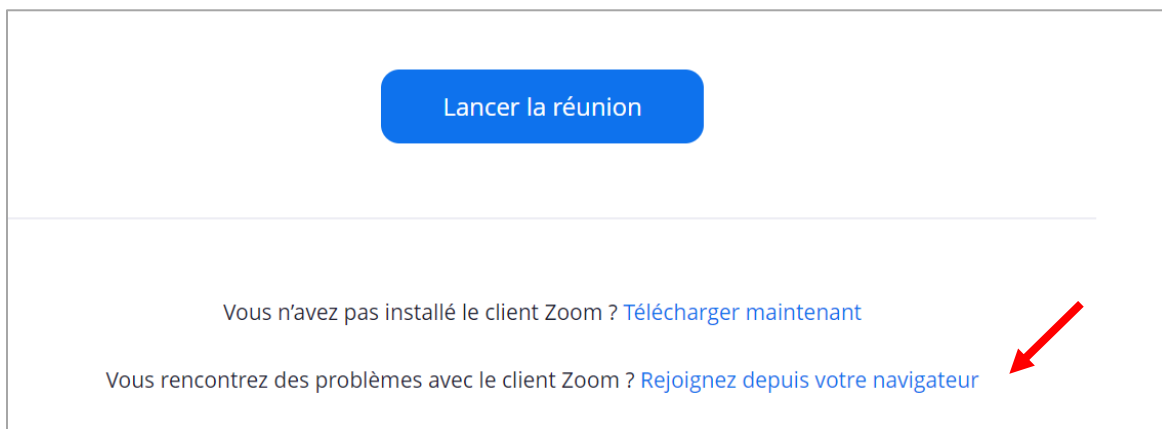 Lancer la réunion
Vous n’avez pas installé le client Zoom ? Télécharger maintenant
Vous rencontrez des problèmes avec le client Zoom ? Rejoignez depuis votre navigateur